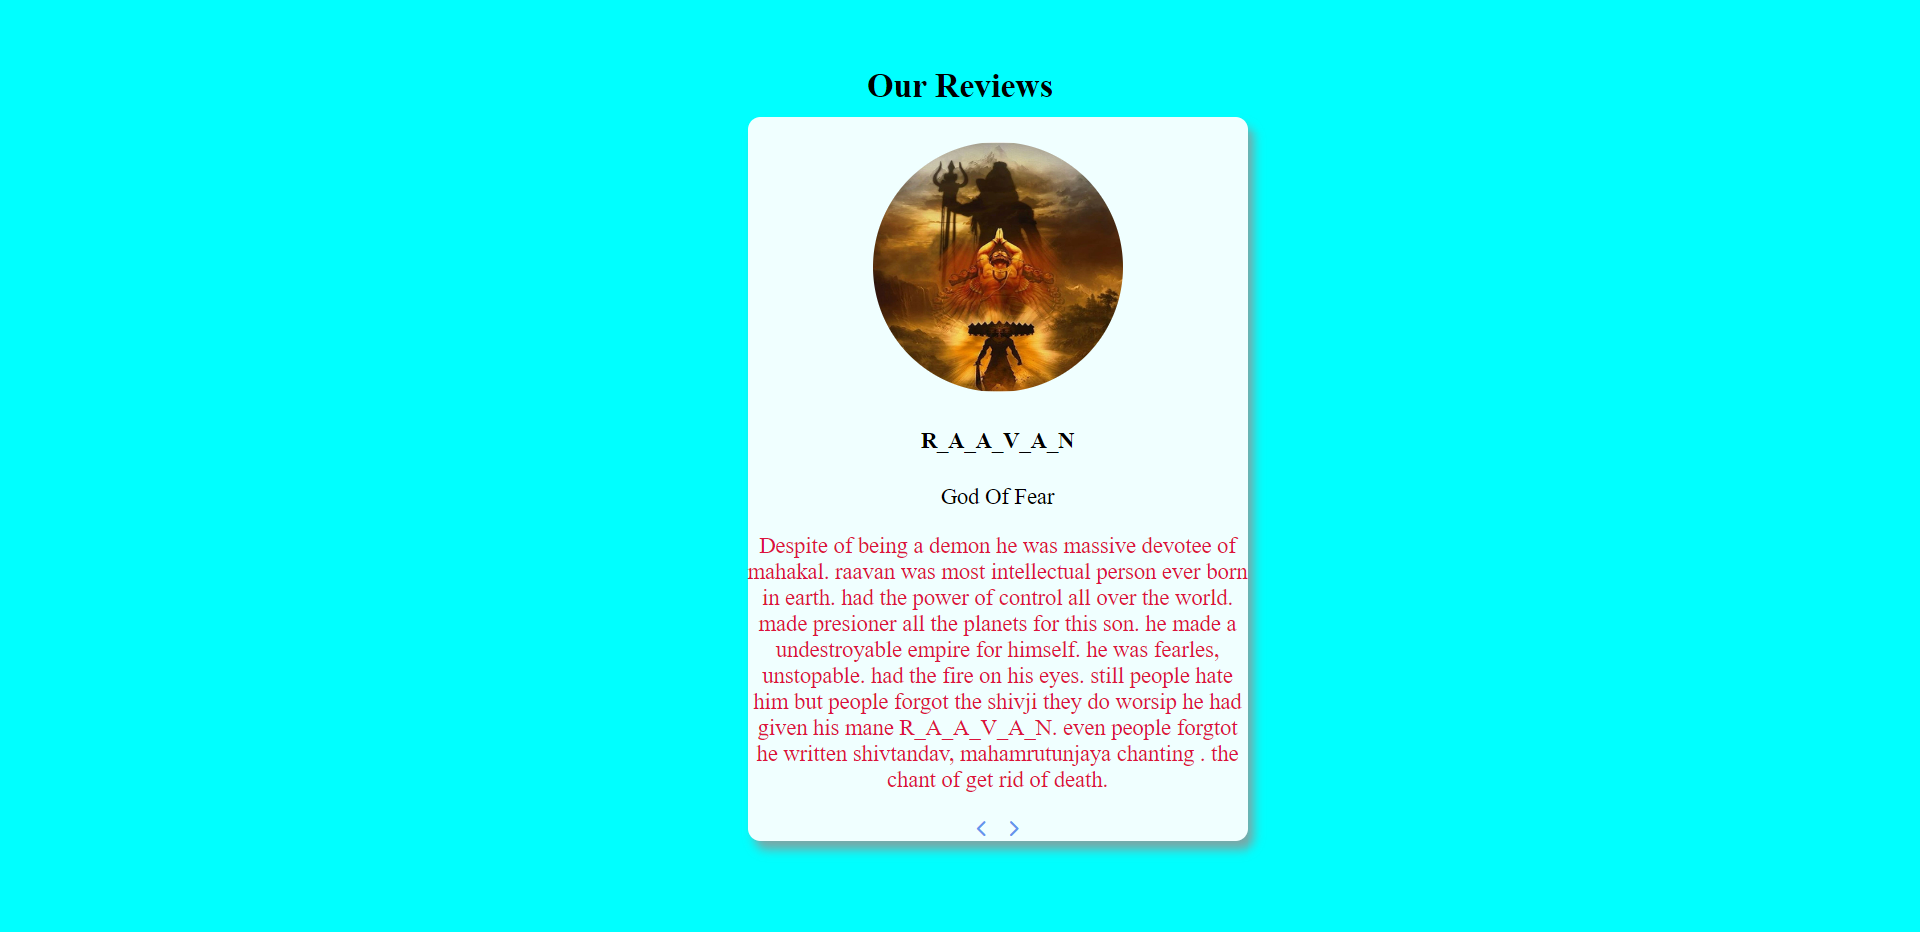 Our Reviews
R_A_A_V_A_N
God Of Fear
Despite of being a demon he was massive devotee of
mahakal. raavan was most intellectual person ever born
in earth. had the power of control all over the world.
made presioner all the planets for this son. he made a
undestroyable empire for himself. he was fearles,
unstopable. had the fire on his eyes. still people hate
him but people forgot the shivji they do worsip he had
given his mane R_A_A_V_A_N. even people forgtot
he written shivtandav, mahamrutunjaya chanting . the
chant of get rid of death.